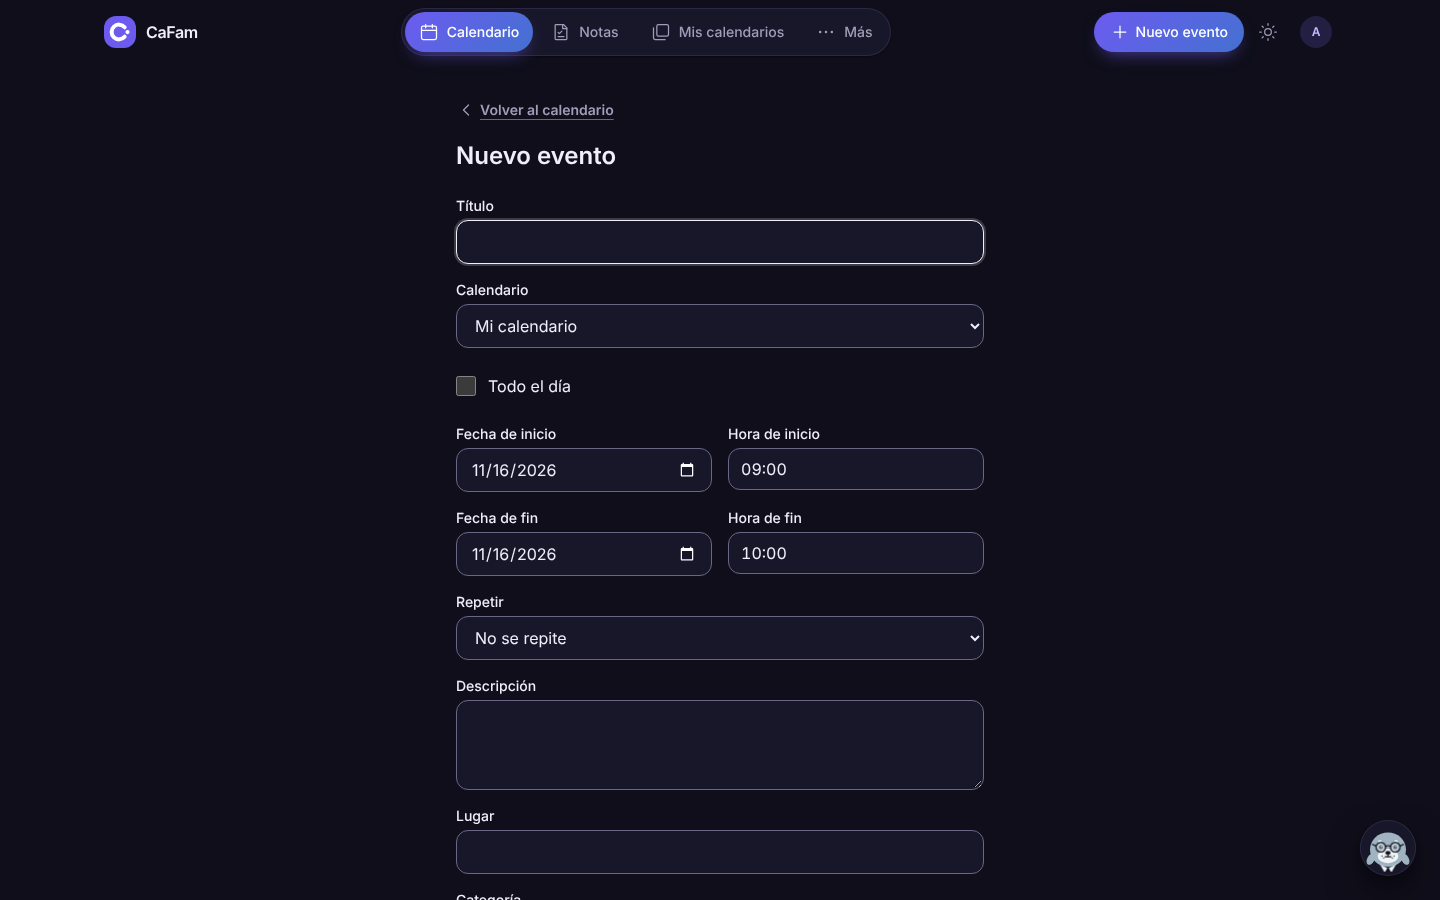 CaFam
Calendario
Notas
Mis calendarios
Más
Nuevo evento
A
Volver al calendario
Nuevo evento
Título
Calendario
Mi calendario
Todo el día
Fecha de inicio
Hora de inicio
11/16/2026
09:00
Fecha de fin
Hora de fin
11/16/2026
10:00
Repetir
No se repite
Descripción
Lugar
Categoría